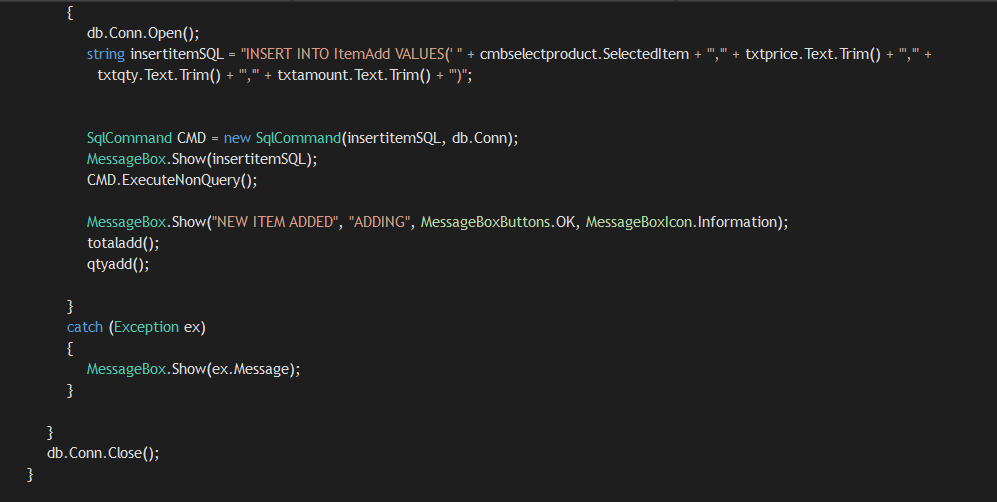 {
db.Conn.Open();
string insertitemSQL = "INSERT INTO ItemAdd VALUES(' " + cmbselectproduct.SelectedItem + "','" + txtprice.Text.Trim() + "','" +
txtqty.Text.Trim() + "','" + txtamount.Text.Trim() + "')";
SqlCommand CMD = new SqlCommand(insertitemSQL, db.Conn);
MessageBox.Show(insertitemSQL);
CMD.ExecuteNonQuery();
MessageBox.Show("NEW ITEM ADDED", "ADDING", MessageBoxButtons.OK, MessageBoxIcon.Information);
totaladd();
qtyadd();
}
catch (Exception ex)
{
MessageBox.Show(ex.Message);
}
}
db.Conn.Close();
}